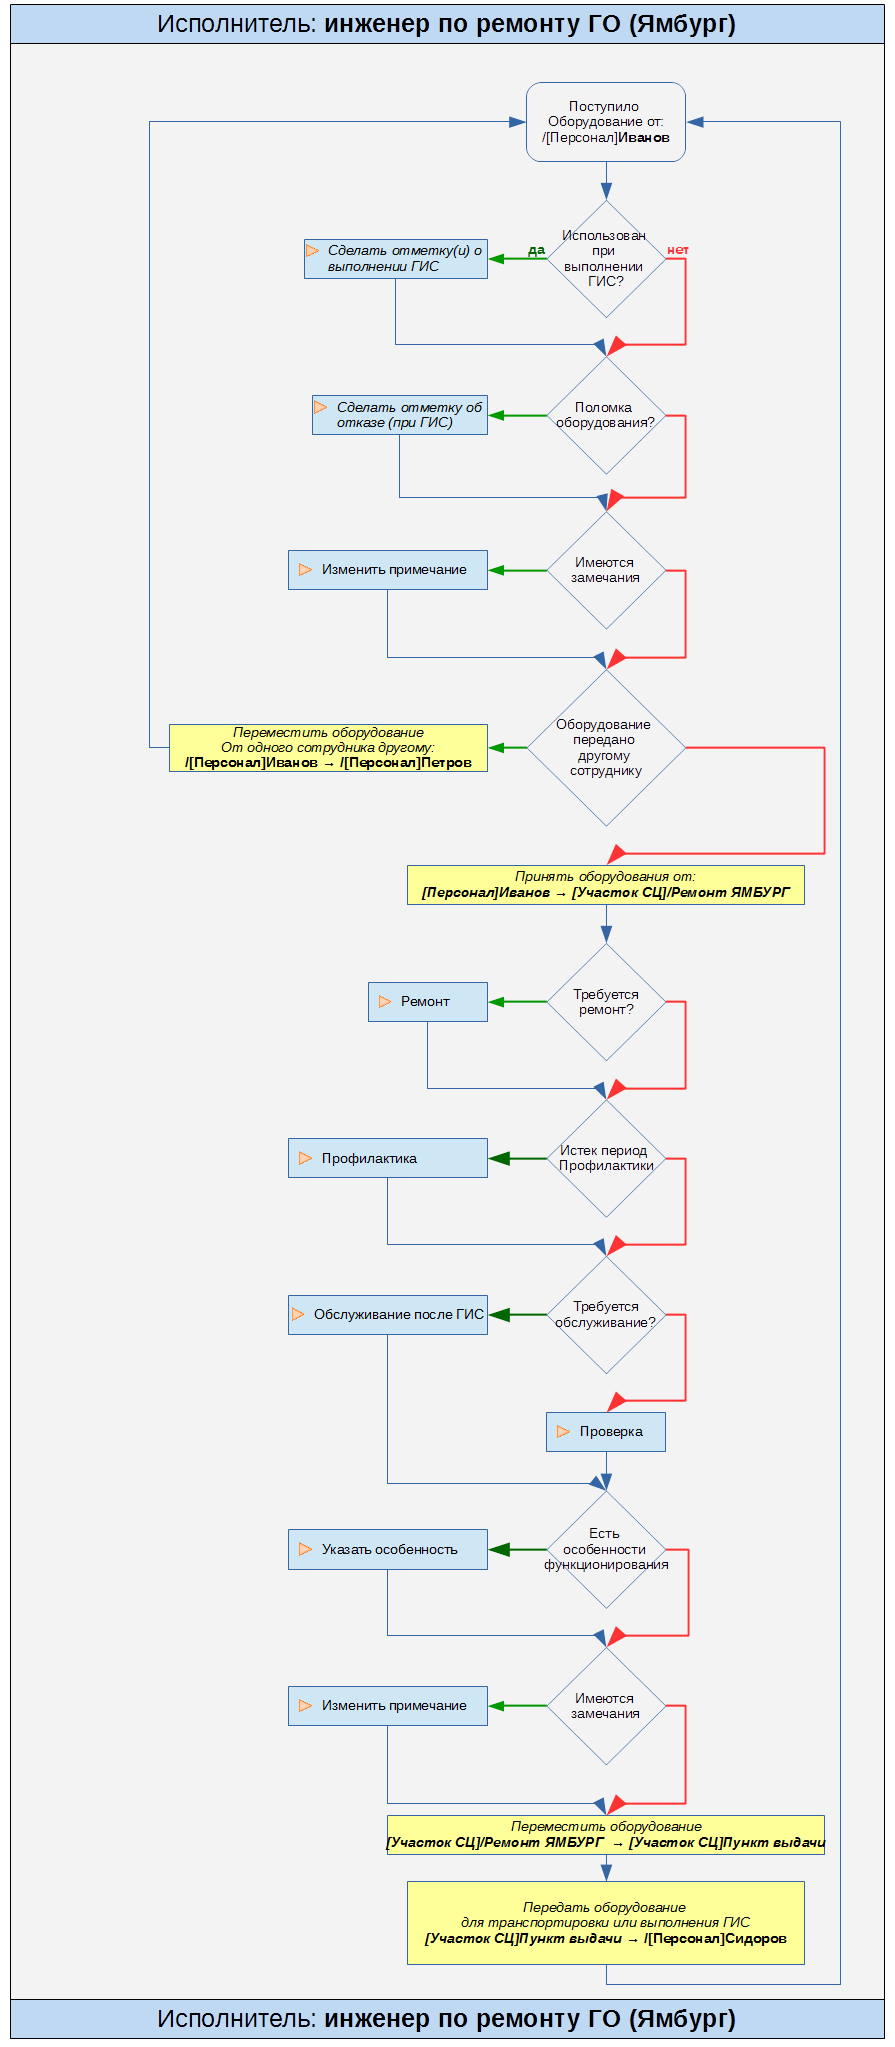 Исполнитель: инженер по ремонту ГО (Ямбург)
Поступило
Оборудование от:
/[Персонал]Иванов
Использован
при
выполнении
ГИС?
да
нет
Сделать отметку(и) о
выполнении ГИС
Поломка
оборудования?
Сделать отметку об
отказе (при ГИС)
Имеются
замечания
Изменить примечание
Оборудование
передано
другому
сотруднику
Переместить оборудование
От одного сотрудника другому:
/[Персонал]Иванов → /[Персонал]Петров
Принять оборудования от:
[Персонал]Иванов → [Участок СЦ]/Ремонт ЯМБУРГ
Требуется
ремонт?
Ремонт
Истек период
Профилактики
Профилактика
Требуется
обслуживание?
Обслуживание после ГИС
Проверка
Есть
особенности
функционирования
Указать особенность
Имеются
замечания
Изменить примечание
Переместить оборудование
[Участок СЦ]/Ремонт ЯМБУРГ → [Участок СЦ]Пункт выдачи
Передать оборудование
для транспортировки или выполнения ГИС
[Участок СЦ]Пункт выдачи → /[Персонал]Сидоров
Исполнитель: инженер по ремонту ГО (Ямбург)